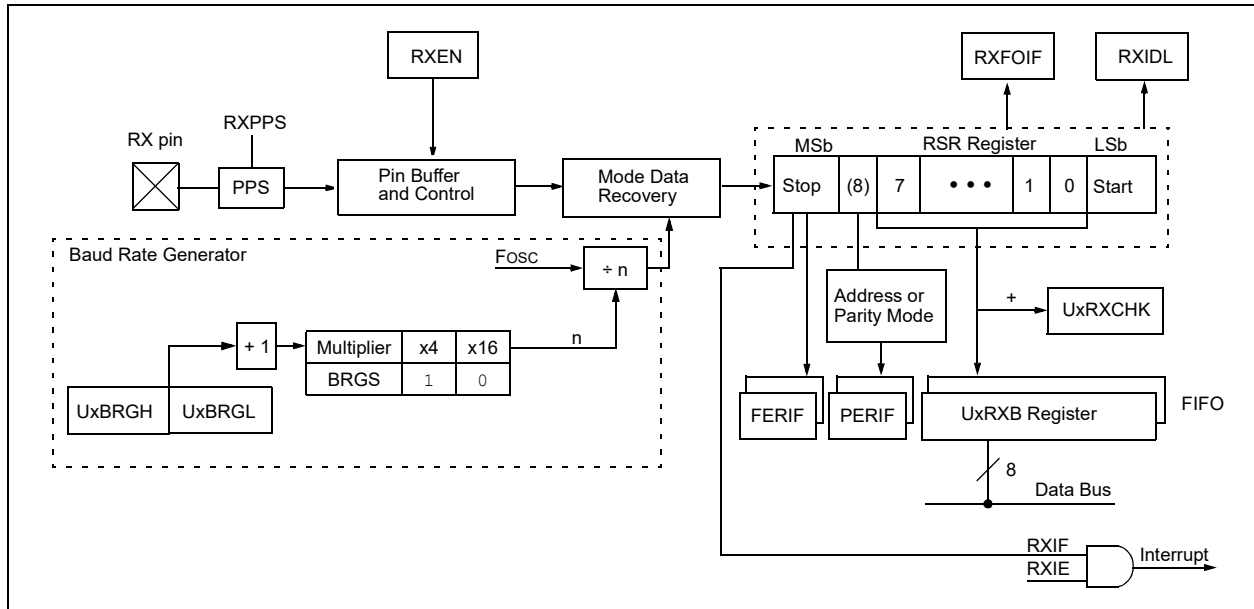 RXEN
RXFOIF
RXIDL
RXPPS
RX pin
PPS
Pin Buffer
and Control
Mode Data
Recovery
MSb
RSR Register
LSb
Stop
(8)
7
• • •
1
0
Start
Baud Rate Generator
FOSC
÷ n
n
+ 1
Multiplier x4 x16
BRGS 1 0
UxBRGH
UxBRGL
Address or
Parity Mode
+
UxRXCHK
FERIF
PERIF
UxRXB Register
FIFO
8
Data Bus
RXIF
RXIE
Interrupt